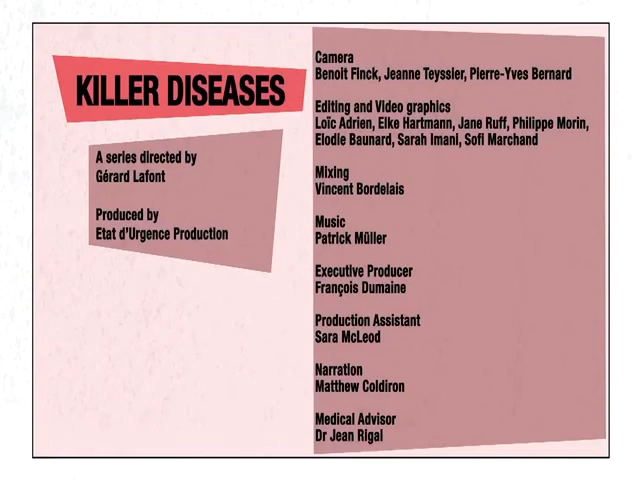 KILLER DISEASES
A series directed by
Gérard Lafont
Produced by
Etat d'Urgence Production
Camera
Benoit Finck, Jeanne Teyssier, Pierre-Yves Bernard
Editing and Video graphics
Loïc Adrien, Elke Hartmann, Jane Ruff, Philippe Morin,
Elodie Baunard, Sarah Imani, Sofi Marchand
Mixing
Vincent Bordelais
Music
Patrick Müller
Executive Producer
François Dumaine
Production Assistant
Sara McLeod
Narration
Matthew Coldiron
Medical Advisor
Dr Jean Rigal